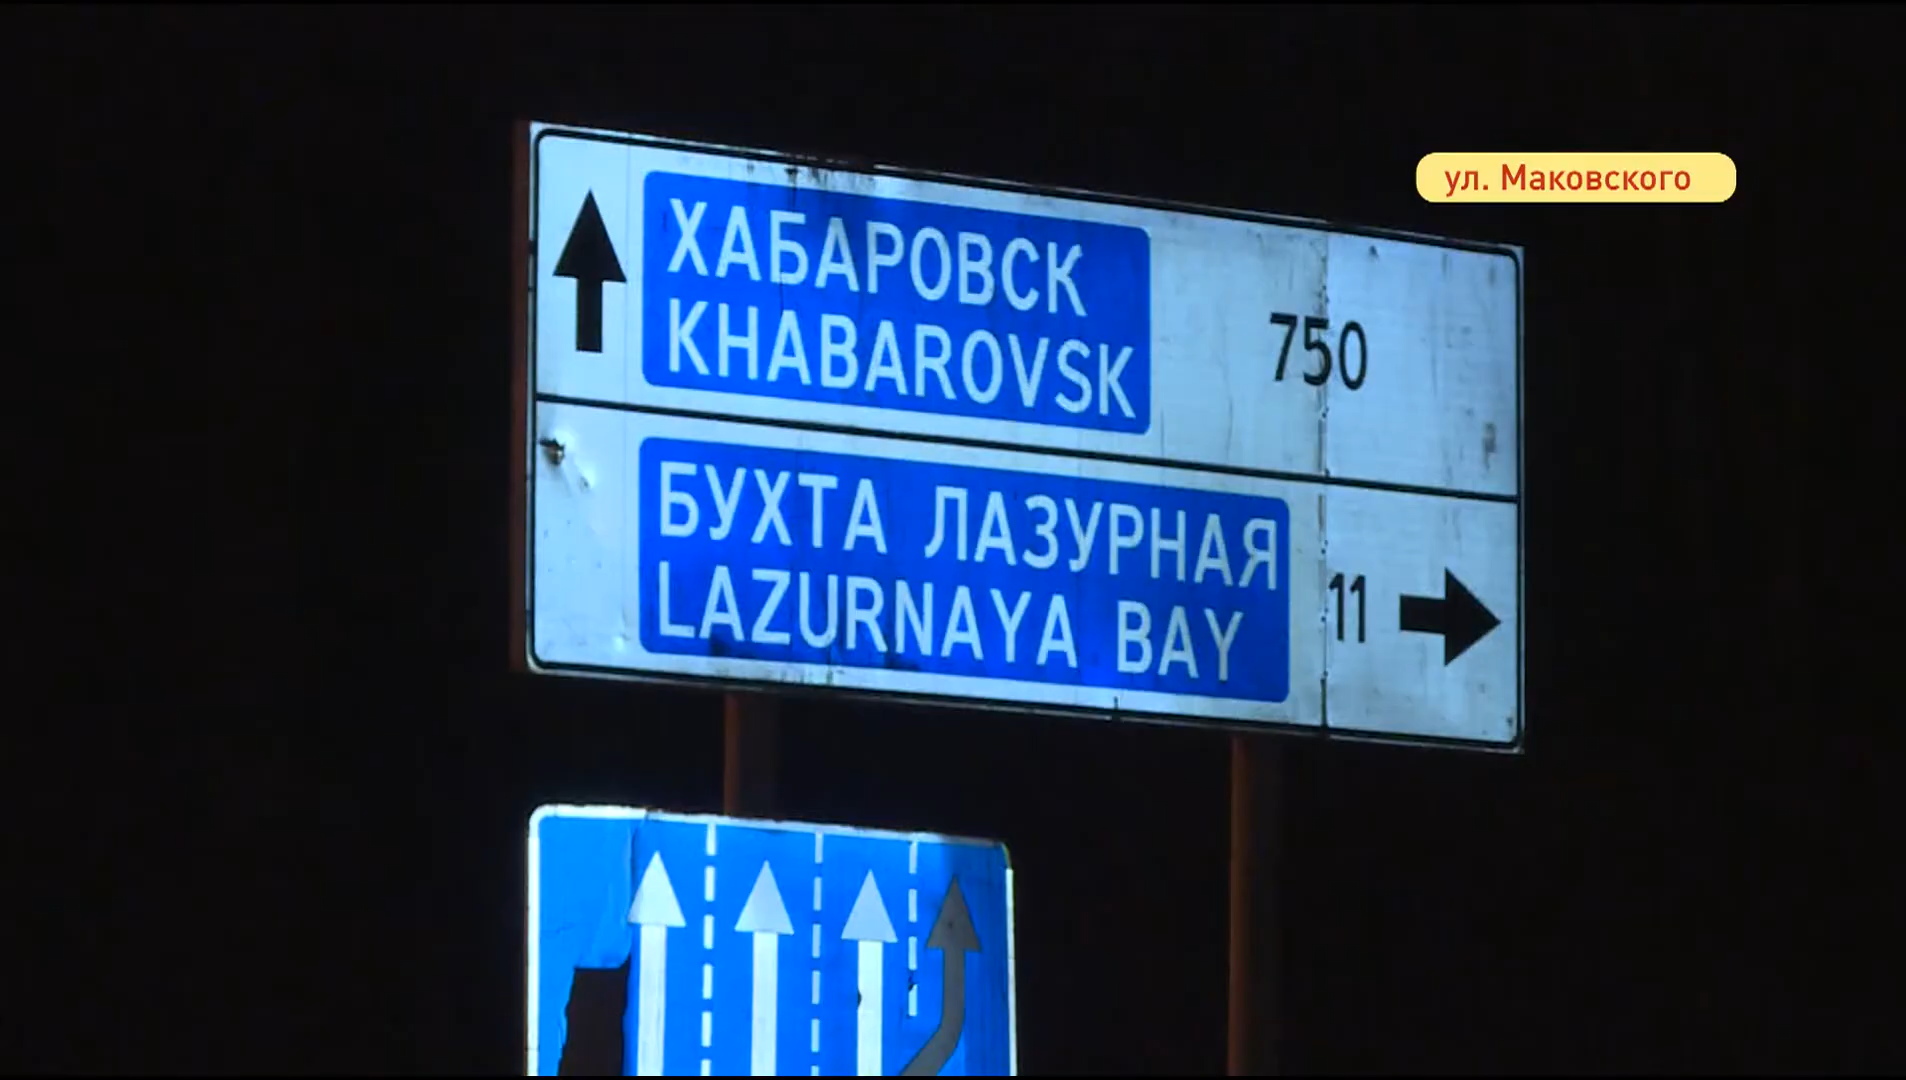 ул. Маковского
ХАБАРОВСК
KHABAROVSK
750
БУХТА ЛАЗУРНАЯ
LAZURNAYA BAY
11